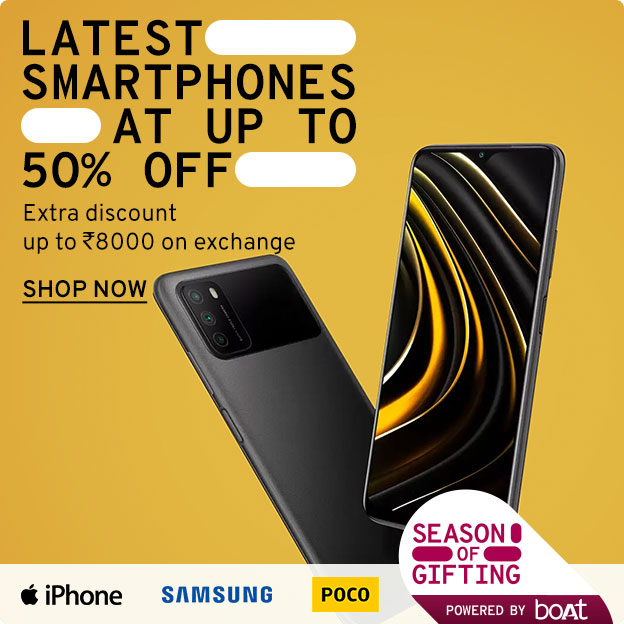 LATEST
SMARTPHONES
AT UP TO
50% OFF
Extra discount
up to ₹8000 on exchange
SHOP NOW
SEASON
OF
GIFTING
iPhone
SAMSUNG
POCO
POWERED BY boAt